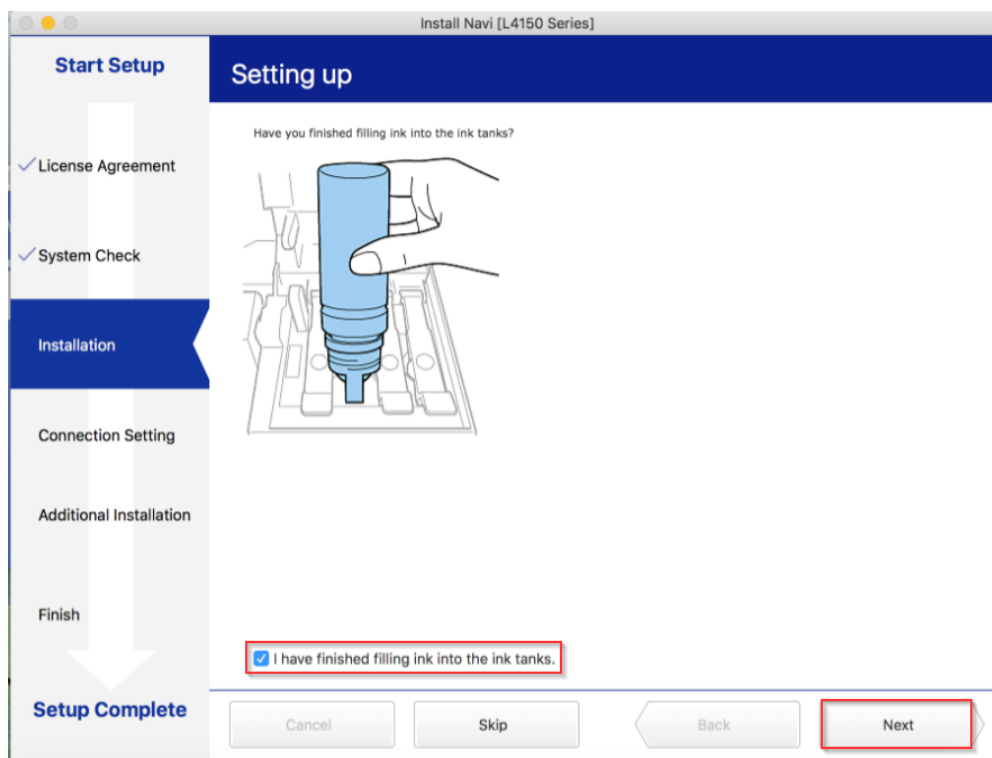 Install Navi [L4150 Series]
Start Setup
Setting up
Have you finished filling ink into the ink tanks?
License Agreement
System Check
Installation
Connection Setting
Additional Installation
Finish
I have finished filling ink into the ink tanks.
Setup Complete
Cancel
Skip
Back
Next